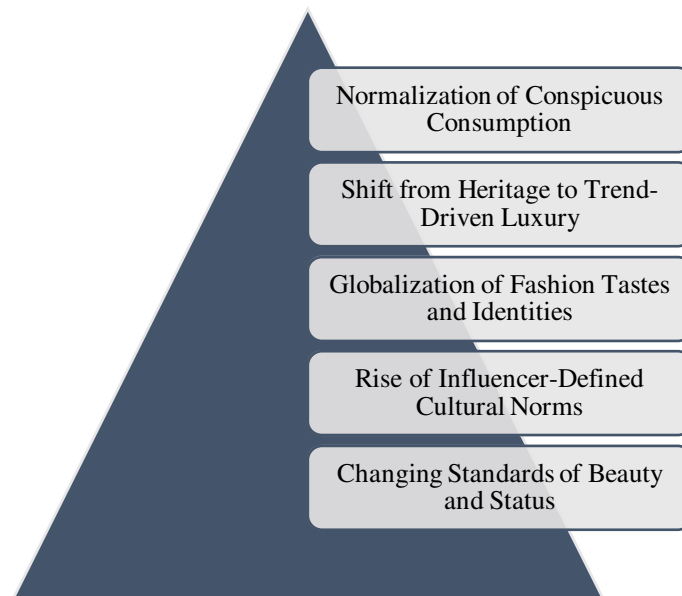 Normalization of Conspicuous
Consumption
Shift from Heritage to Trend-
Driven Luxury
Globalization of Fashion Tastes
and Identities
Rise of Influencer-Defined
Cultural Norms
Changing Standards of Beauty
and Status